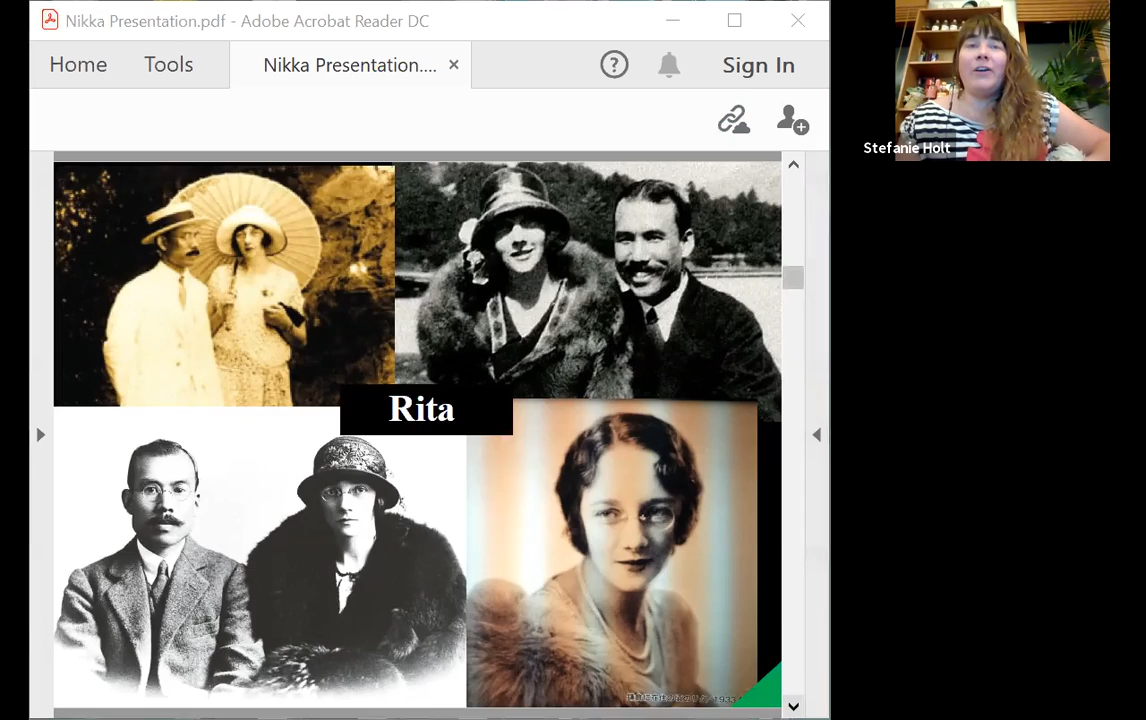 Nikka Presentation.pdf - Adobe Acrobat Reader DC
Home Tools Nikka Presentation.... × ? Sign In
Stefanie Holt
Rita